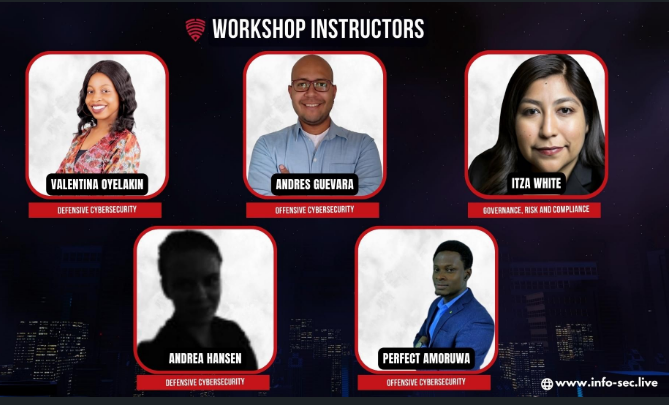 WORKSHOP INSTRUCTORS
VALENTINA OYELAKIN
DEFENSIVE CYBERSECURITY
ANDRES GUEVARA
OFFENSIVE CYBERSECURITY
ITZA WHITE
GOVERNANCE, RISK AND COMPLIANCE
ANDREA HANSEN
DEFENSIVE CYBERSECURITY
PERFECT AMORUWA
OFFENSIVE CYBERSECURITY
www.info-sec.live